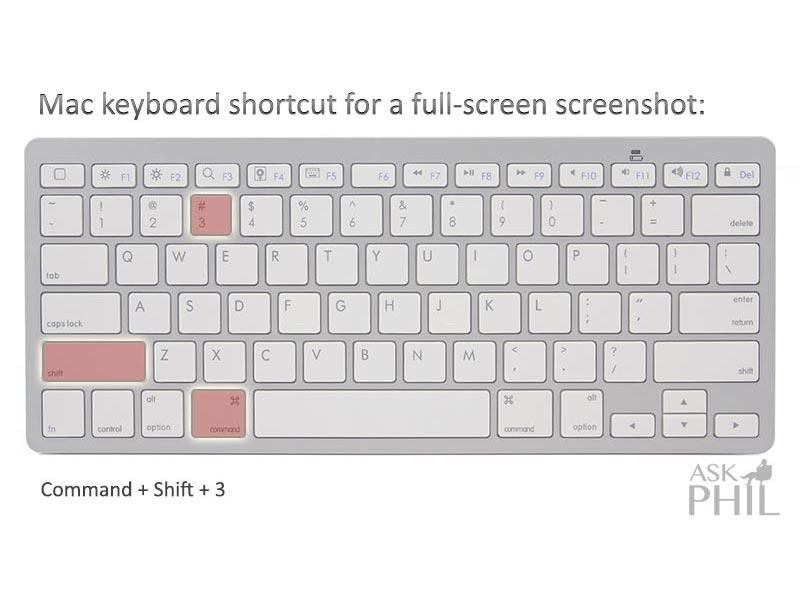 Mac keyboard shortcut for a full-screen screenshot:
F1 F2 F3 F4 F5 F6 F7 F8 F9 F10 F11 F12 Del
~ ! @ # $ % ^ & * ( ) – +
~ 1 2 3 4 5 6 7 8 9 0 - = delete
tab Q W E R T Y U I O P
caps lock A S D F G H J K L : ; " ' enter return
shift Z X C V B N M < , > . ? / shift
fn control alt option ⌘ command ⌘ command alt option
Command + Shift + 3
ASK
PHIL